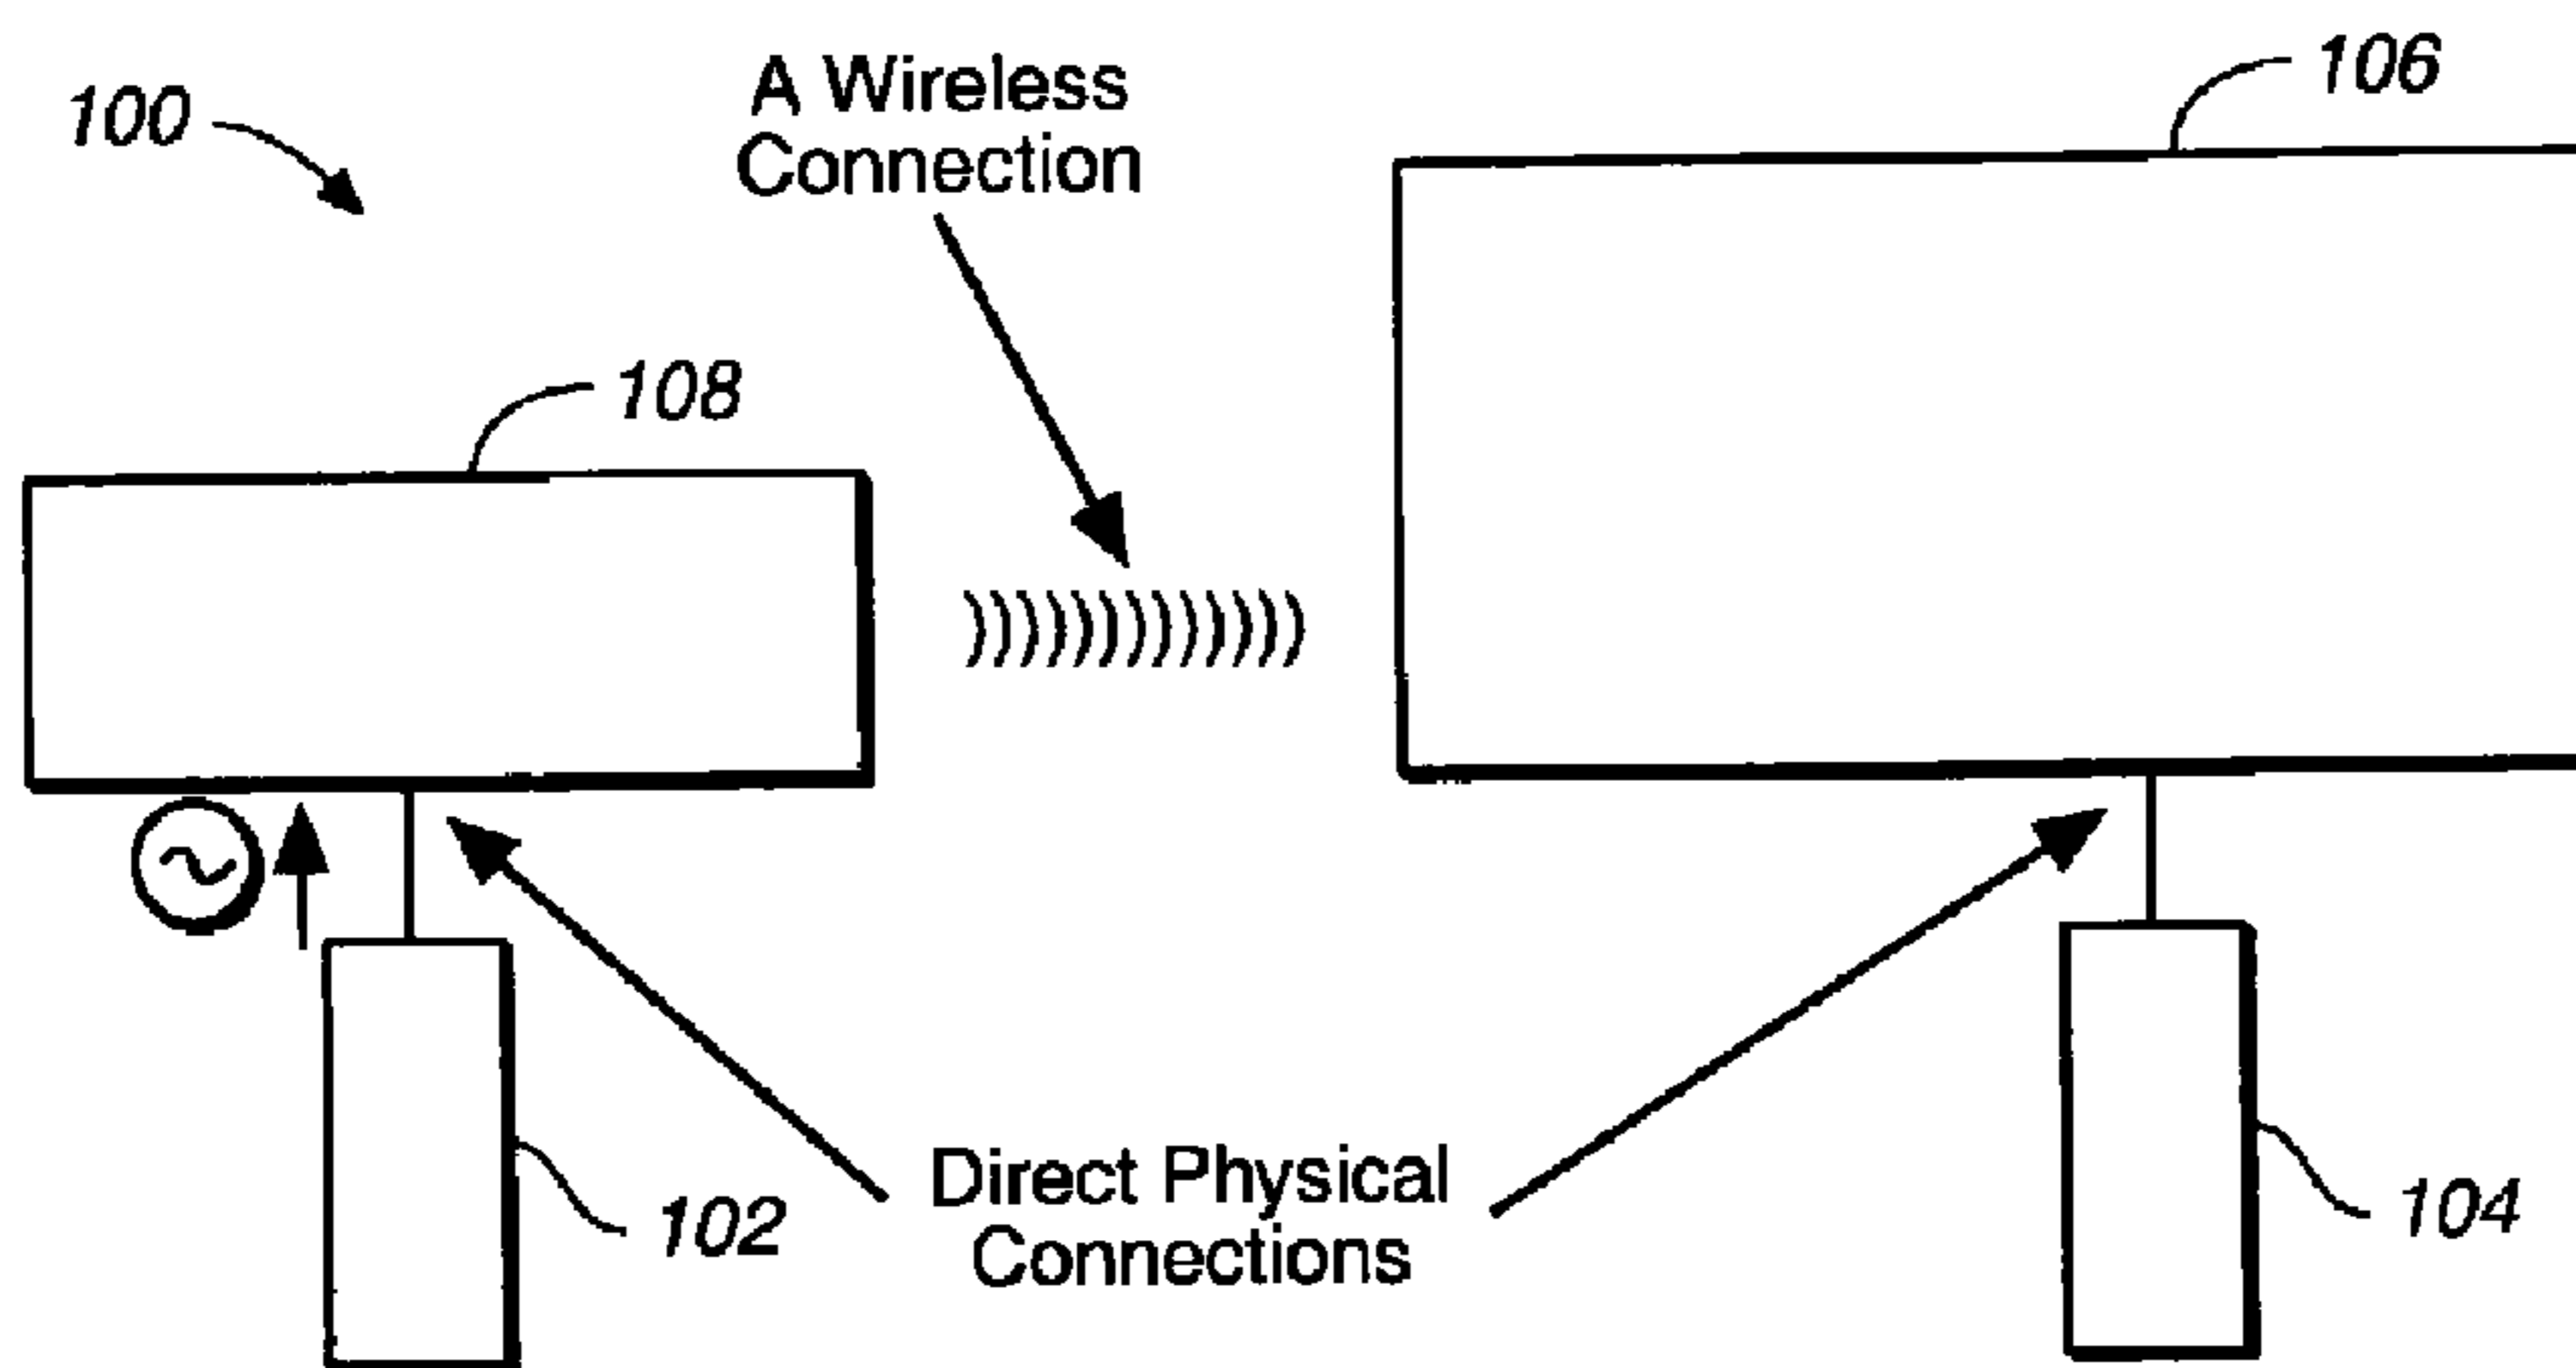 100
A Wireless
Connection
106
108
Direct Physical
Connections
102
104